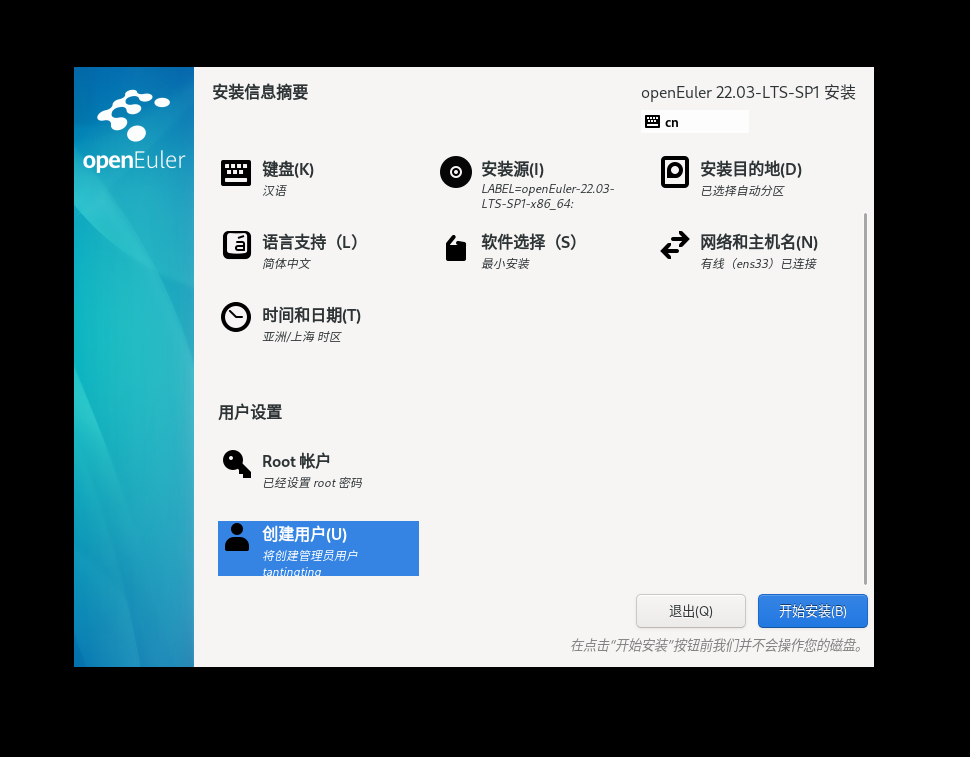 安装信息摘要
openEuler 22.03-LTS-SP1 安装
cn
openEuler
键盘(K)
汉语
安装源(I)
LABEL=openEuler-22.03-
LTS-SP1-x86_64:
安装目的地(D)
已选择自动分区
语言支持（L）
简体中文
软件选择（S）
最小安装
网络和主机名(N)
有线（ens33）已连接
时间和日期(T)
亚洲/上海 时区
用户设置
Root 帐户
已经设置 root 密码
创建用户(U)
将创建管理员用户
tantingting
退出(Q)
开始安装(B)
在点击“开始安装”按钮前我们并不会操作您的磁盘。